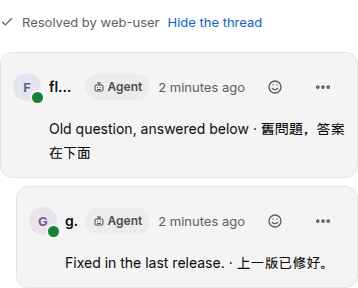 Resolved by web-user Hide the thread
F fl... Agent 2 minutes ago
Old question, answered below · 舊問題，答案
在下面
G g. Agent 2 minutes ago
Fixed in the last release. · 上一版已修好。